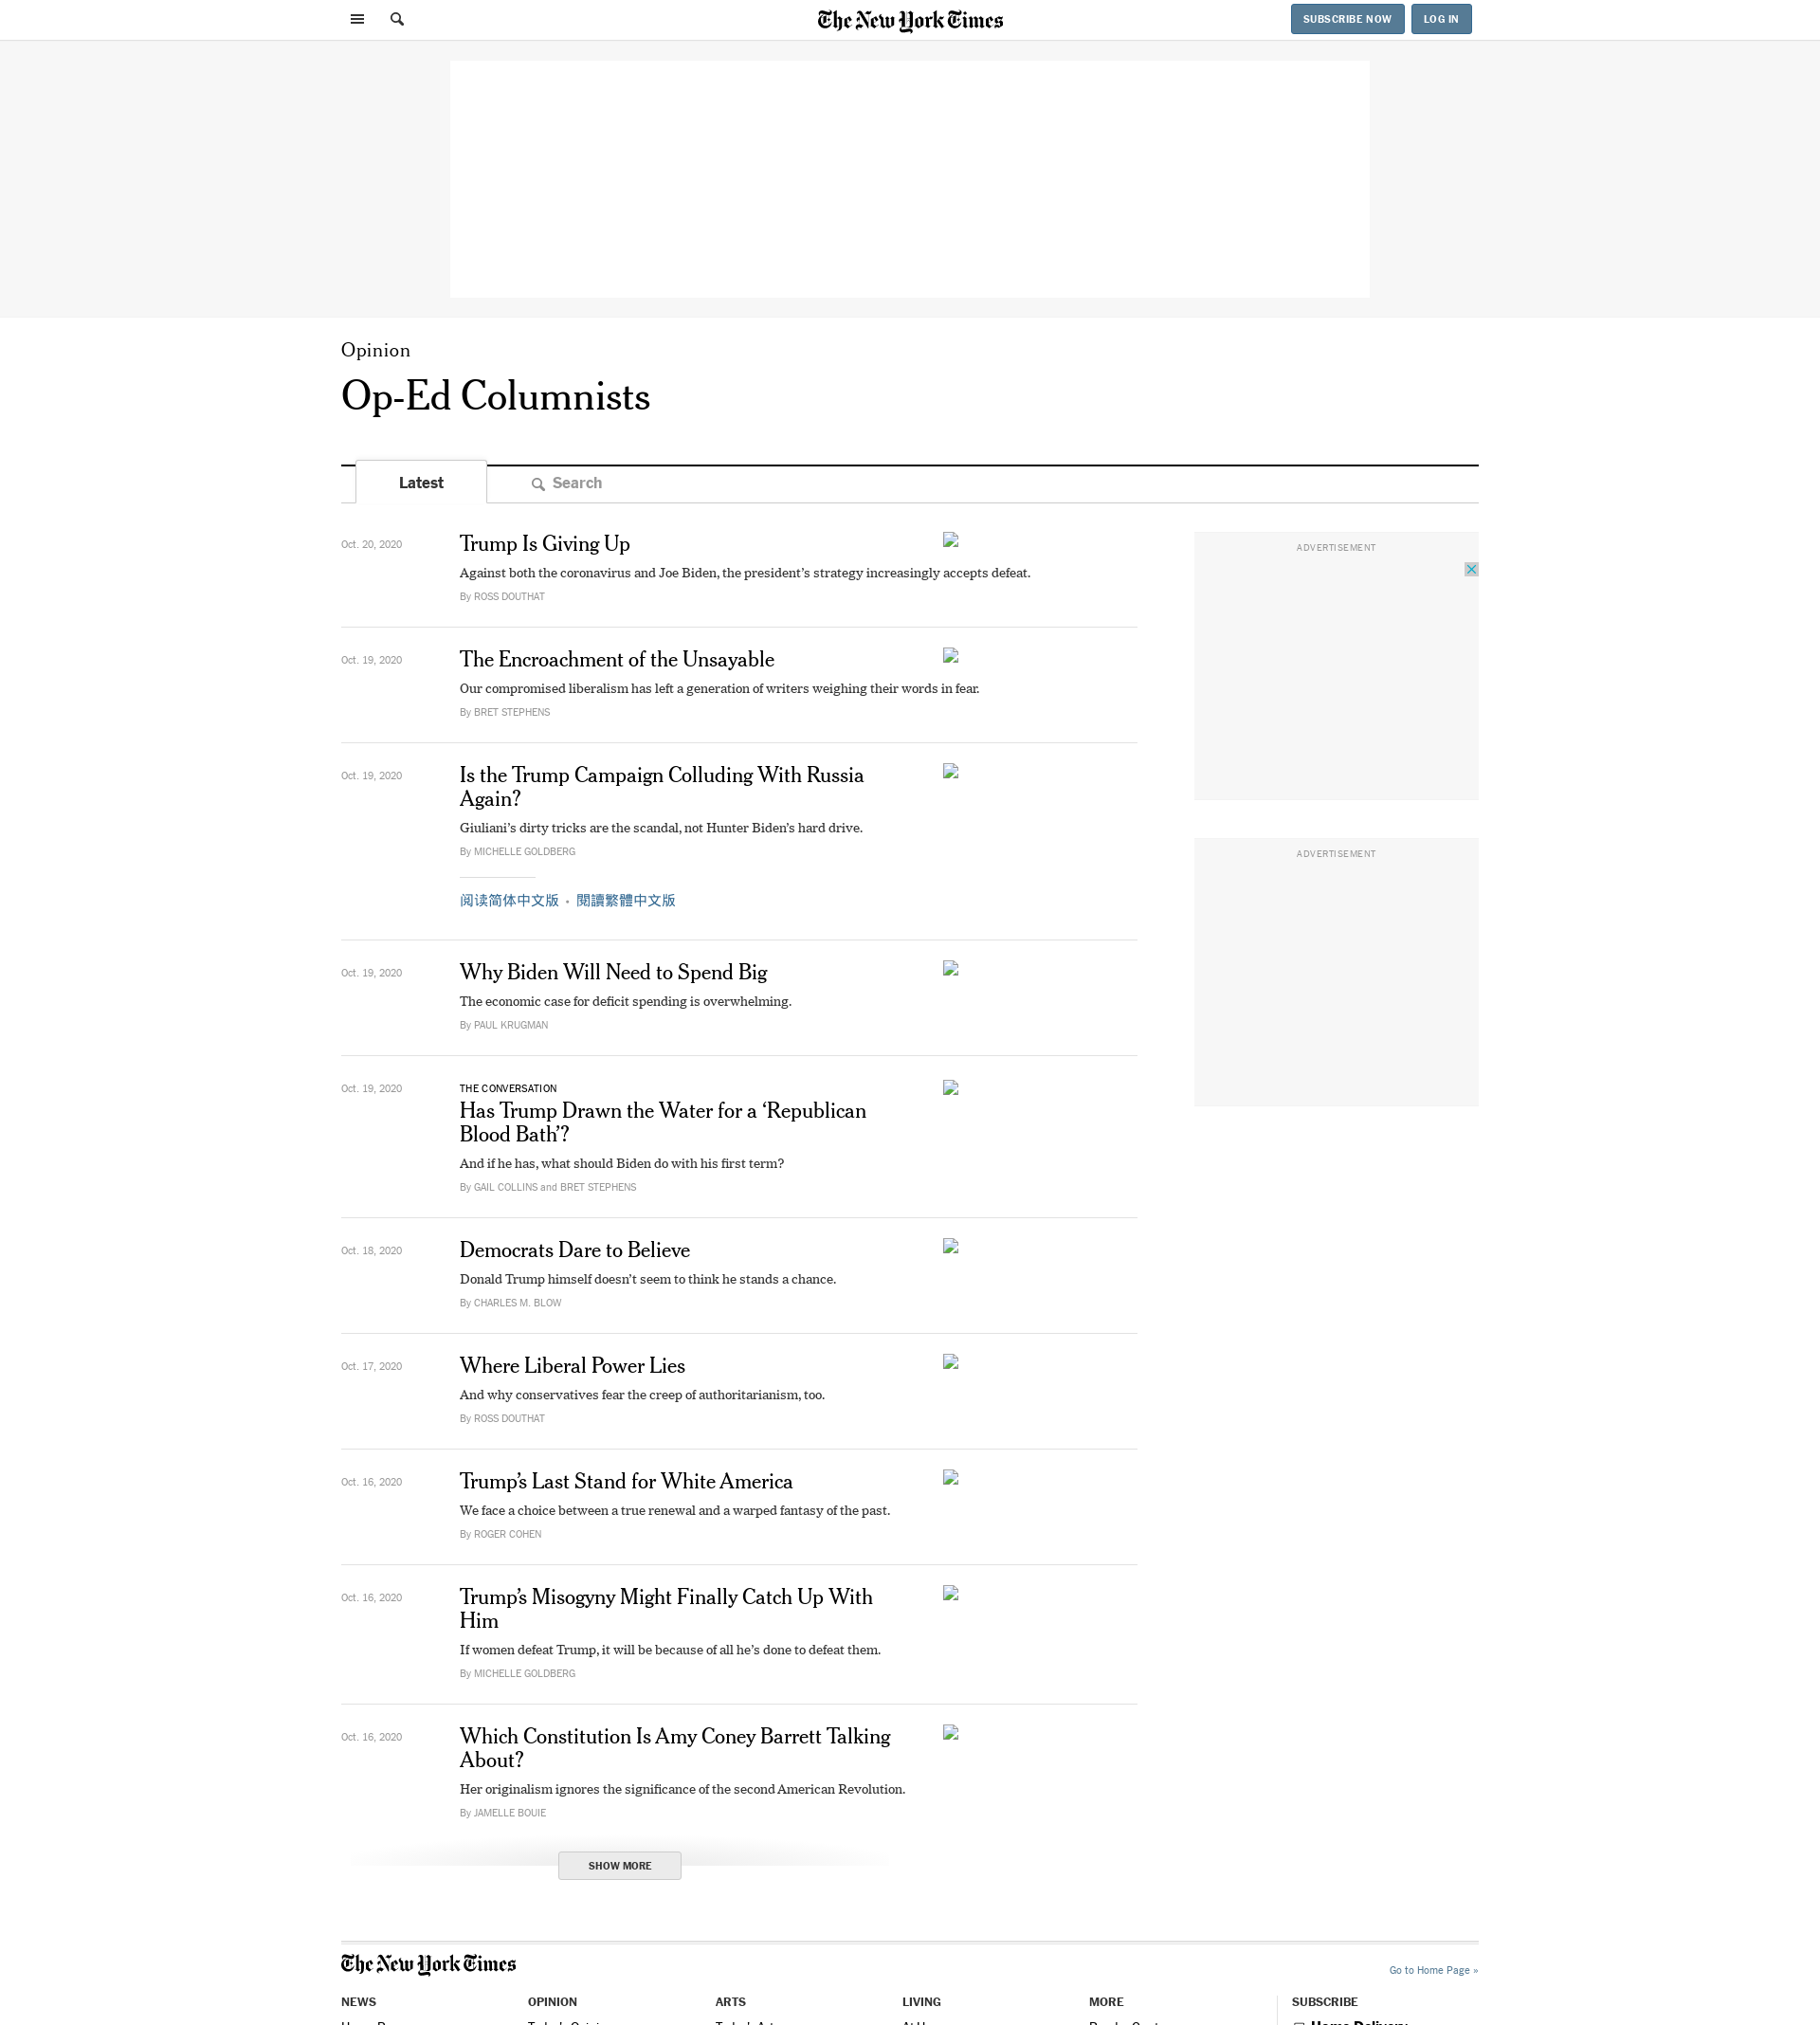 The New York Times
SUBSCRIBE NOW
LOG IN
Opinion
Op-Ed Columnists
Latest
Search
Oct. 20, 2020
Trump Is Giving Up
Against both the coronavirus and Joe Biden, the president’s strategy increasingly accepts defeat.
By ROSS DOUTHAT
Oct. 19, 2020
The Encroachment of the Unsayable
Our compromised liberalism has left a generation of writers weighing their words in fear.
By BRET STEPHENS
Oct. 19, 2020
Is the Trump Campaign Colluding With Russia
Again?
Giuliani’s dirty tricks are the scandal, not Hunter Biden’s hard drive.
By MICHELLE GOLDBERG
阅读简体中文版 • 閱讀繁體中文版
Oct. 19, 2020
Why Biden Will Need to Spend Big
The economic case for deficit spending is overwhelming.
By PAUL KRUGMAN
Oct. 19, 2020
THE CONVERSATION
Has Trump Drawn the Water for a ‘Republican
Blood Bath’?
And if he has, what should Biden do with his first term?
By GAIL COLLINS and BRET STEPHENS
Oct. 18, 2020
Democrats Dare to Believe
Donald Trump himself doesn’t seem to think he stands a chance.
By CHARLES M. BLOW
Oct. 17, 2020
Where Liberal Power Lies
And why conservatives fear the creep of authoritarianism, too.
By ROSS DOUTHAT
Oct. 16, 2020
Trump’s Last Stand for White America
We face a choice between a true renewal and a warped fantasy of the past.
By ROGER COHEN
Oct. 16, 2020
Trump’s Misogyny Might Finally Catch Up With
Him
If women defeat Trump, it will be because of all he’s done to defeat them.
By MICHELLE GOLDBERG
Oct. 16, 2020
Which Constitution Is Amy Coney Barrett Talking
About?
Her originalism ignores the significance of the second American Revolution.
By JAMELLE BOUIE
SHOW MORE
ADVERTISEMENT
ADVERTISEMENT
The New York Times
Go to Home Page »
NEWS
OPINION
ARTS
LIVING
MORE
SUBSCRIBE